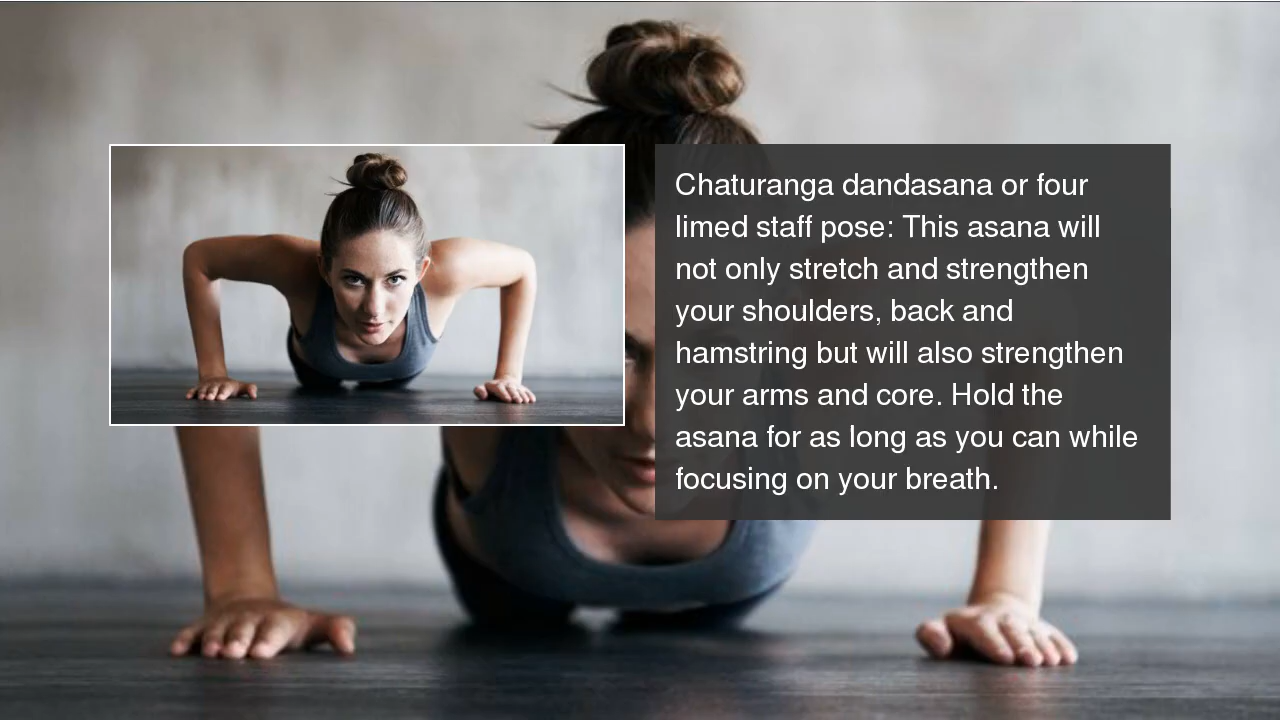 Chaturanga dandasana or four
limed staff pose: This asana will
not only stretch and strengthen
your shoulders, back and
hamstring but will also strengthen
your arms and core. Hold the
asana for as long as you can while
focusing on your breath.